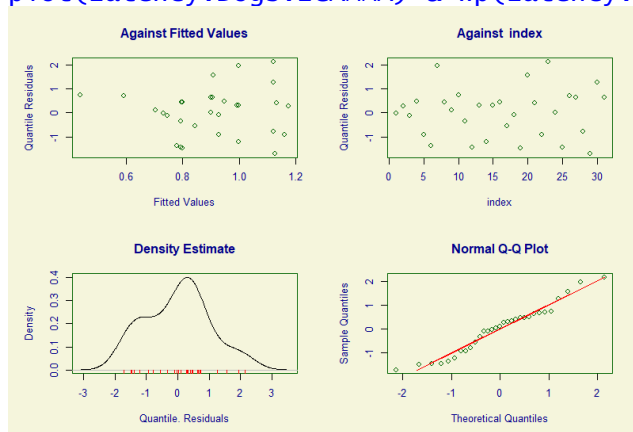 Against Fitted Values
Quantile Residuals
-1 0 1 2
0.6 0.8 1.0 1.2
Fitted Values
Against index
Quantile Residuals
-1 0 1 2
0 5 10 15 20 25 30
index
Density Estimate
Density
0.0 0.1 0.2 0.3 0.4
-3 -2 -1 0 1 2 3
Quantile. Residuals
Normal Q-Q Plot
Sample Quantiles
-1 0 1 2
-2 -1 0 1 2
Theoretical Quantiles